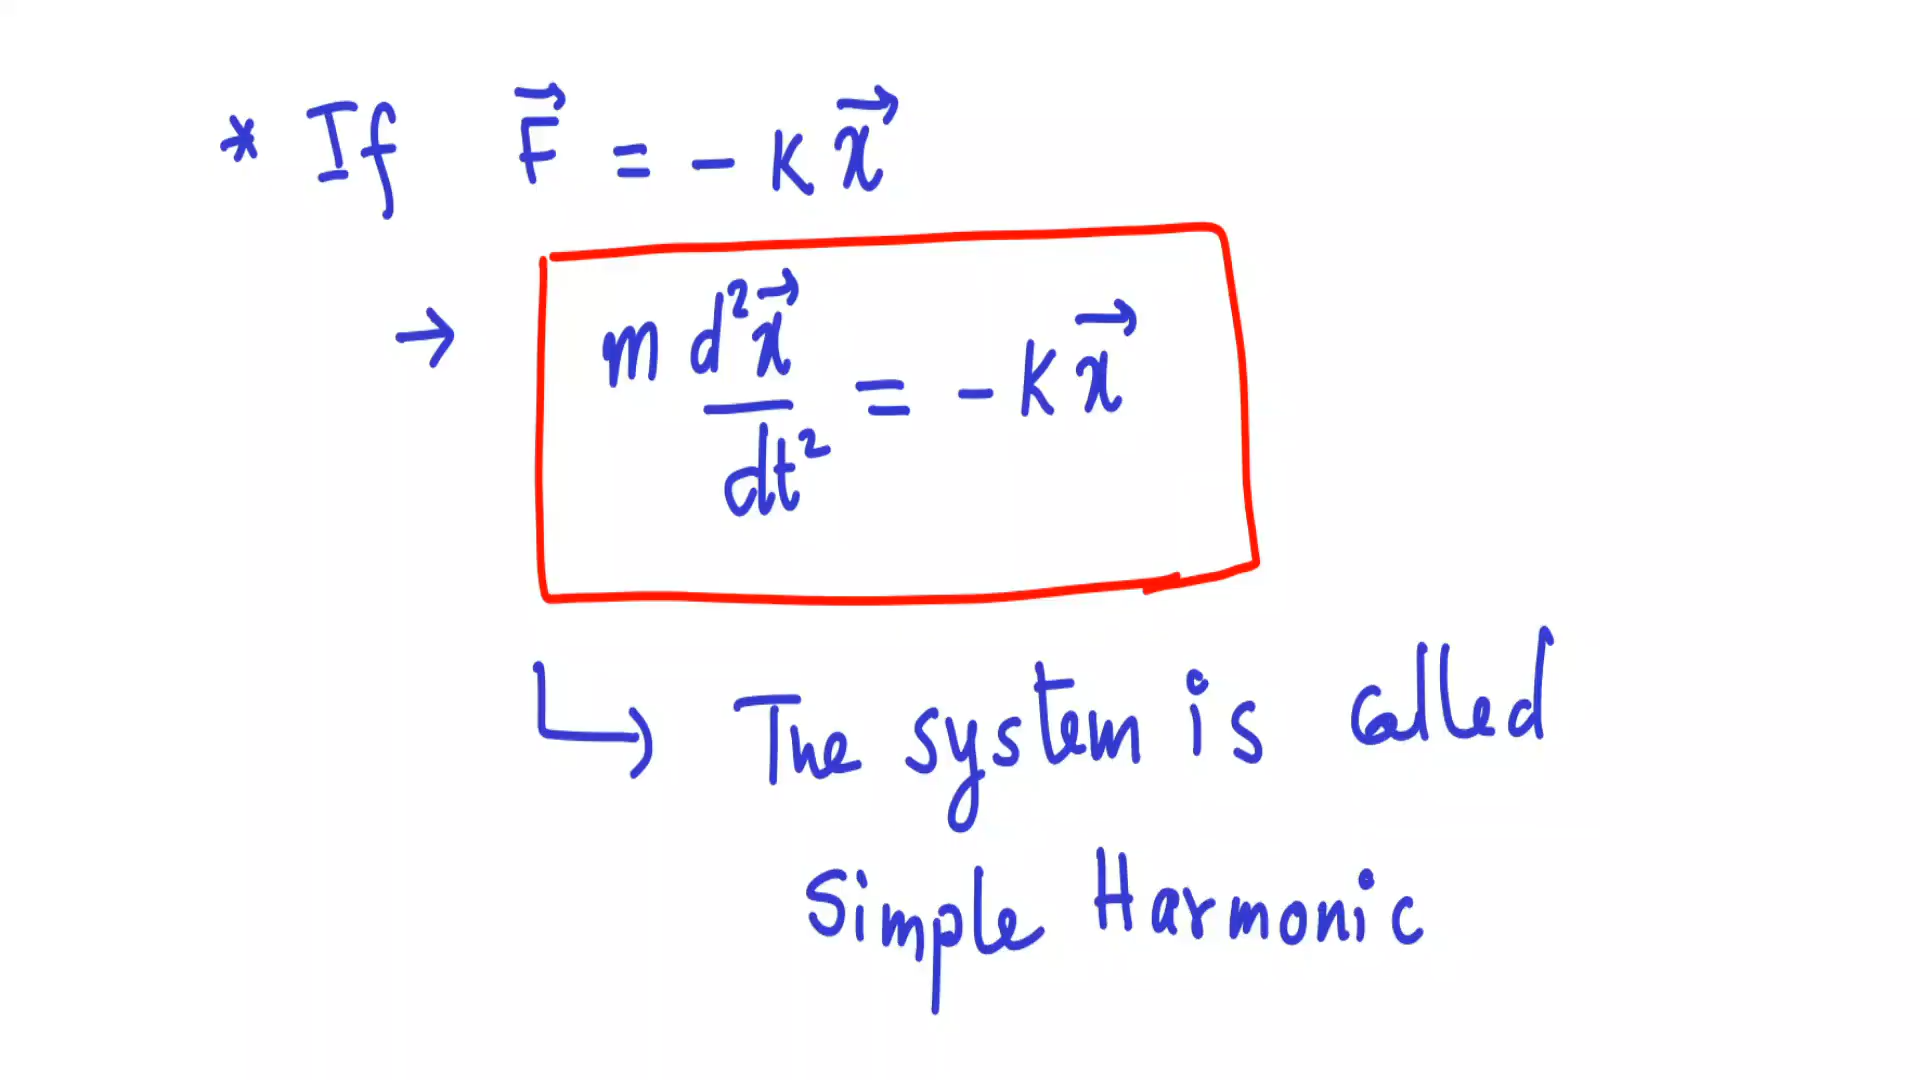 * If F⃗ = - K x⃗
→ m d²x⃗/dt² = - K x⃗
↳ The system is called
Simple Harmonic